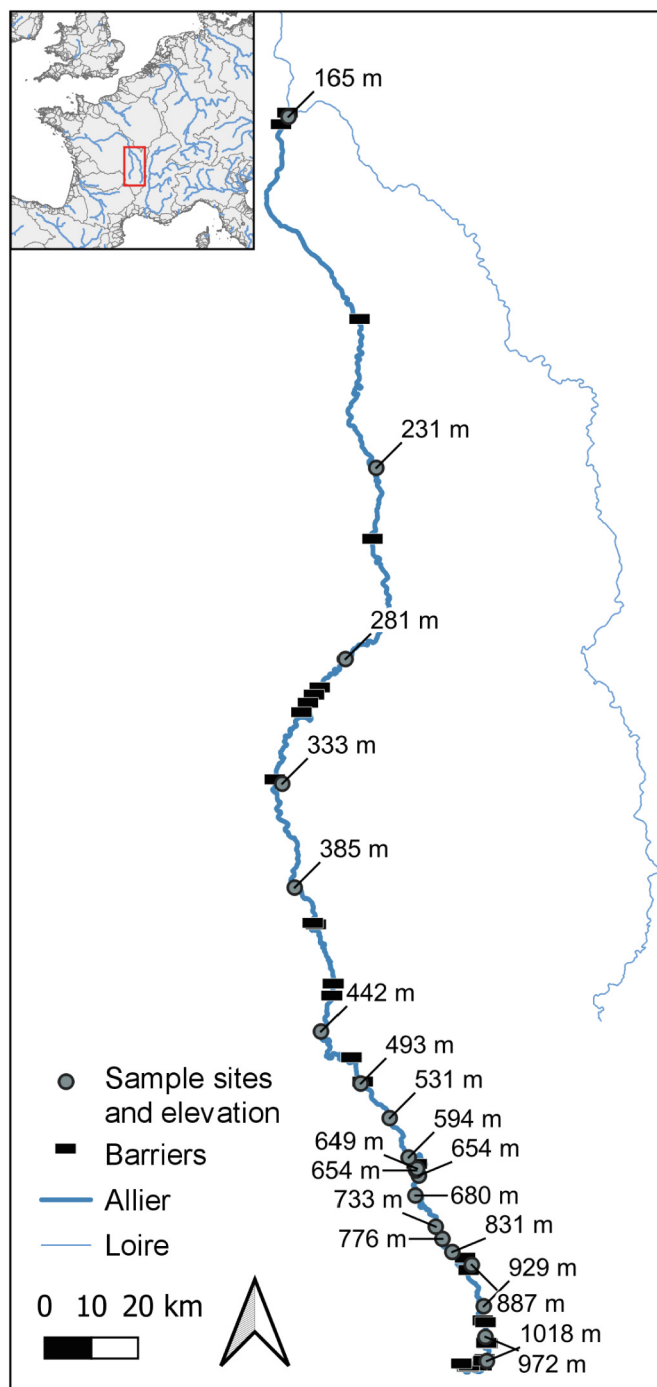 165 m
231 m
281 m
333 m
385 m
442 m
493 m
531 m
594 m
649 m
654 m
654 m
680 m
733 m
831 m
776 m
929 m
887 m
1018 m
972 m
Sample sites
and elevation
Barriers
Allier
Loire
0 10 20 km